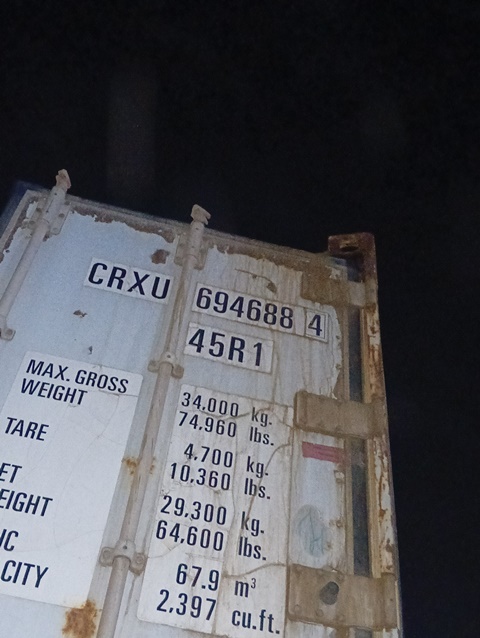 CRXU 694688 4
45R1
MAX. GROSS 34,000 kg.
WEIGHT 74,960 lbs.
TARE 4,700 kg.
10,360 lbs.
ET 29,300 kg.
EIGHT 64,600 lbs.
IC 67.9 m³
CITY 2,397 cu.ft.